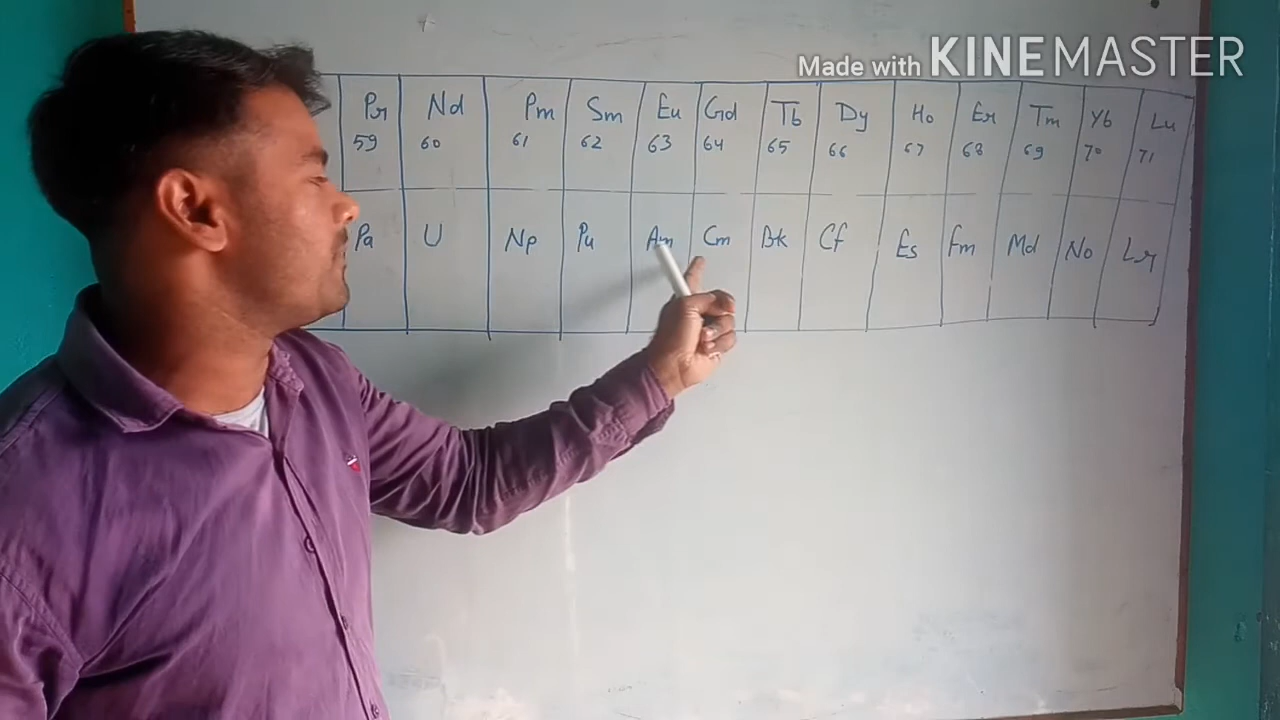 Made with KINEMASTER
Pr Nd Pm Sm Eu Gd Tb Dy Ho Er Tm Yb Lu
59 60 61 62 63 64 65 66 67 68 69 70 71
Pa U Np Pu Am Cm Bk Cf Es Fm Md No Lr